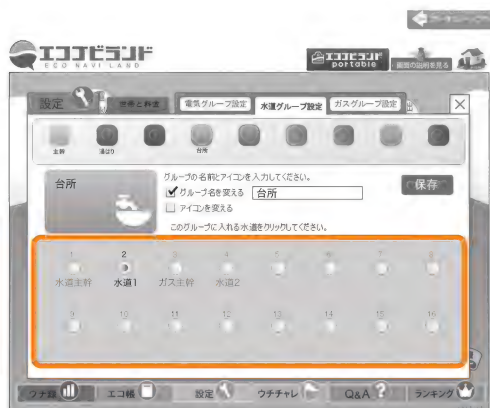 エココビランド
ECO NAVI LAND
エココビランド
portable
画面の説明を見る
設定
電気グループ設定
水道グループ設定
ガスグループ設定
主幹
湯はり
台所
台所
グループの名前とアイコンを入力してください。
グループ名を変える
台所
保存
アイコンを変える
このグループに入れる水道をクリックしてください。
1 2 3 4 5 6 7 8
水道主幹 水道1 ガス主幹 水道2
9 10 11 12 13 14 15 16
エコ帳
設定
ウチチャレ
Q&A
ランキング